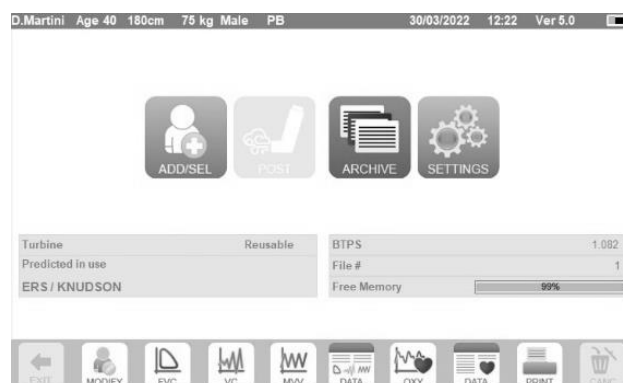 D.Martini Age 40 180cm 75 kg Male PB 30/03/2022 12:22 Ver 5.0
ADD/SEL POST ARCHIVE SETTINGS
Turbine Reusable
Predicted in use
ERS / KNUDSON
BTPS 1.082
File # 1
Free Memory 99%
EXIT MODIFY FVC VC MVV DATA OXY DATA PRINT CANC